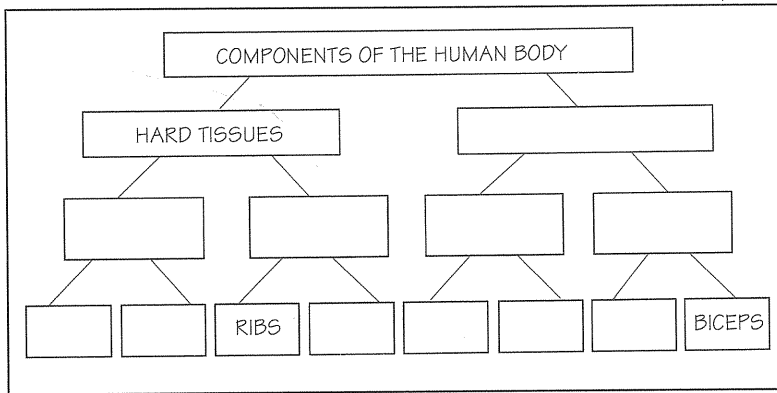 COMPONENTS OF THE HUMAN BODY
HARD TISSUES
RIBS
BICEPS